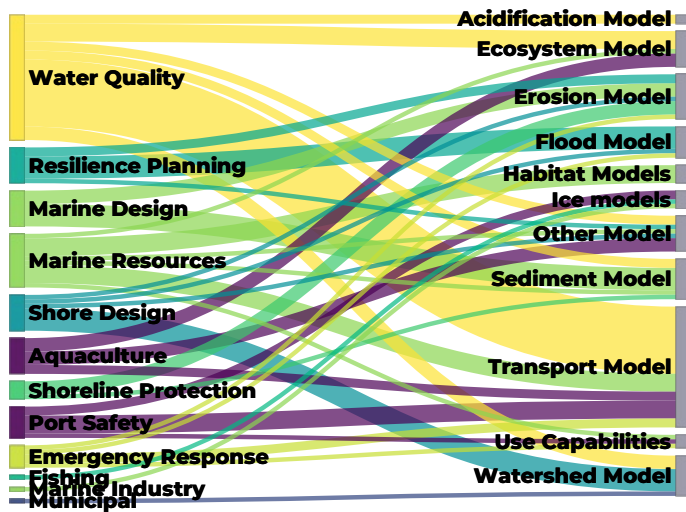 Water Quality
Resilience Planning
Marine Design
Marine Resources
Shore Design
Aquaculture
Shoreline Protection
Port Safety
Emergency Response
Fishing
Marine Industry
Municipal
Acidification Model
Ecosystem Model
Erosion Model
Flood Model
Habitat Models
Ice models
Other Model
Sediment Model
Transport Model
Use Capabilities
Watershed Model